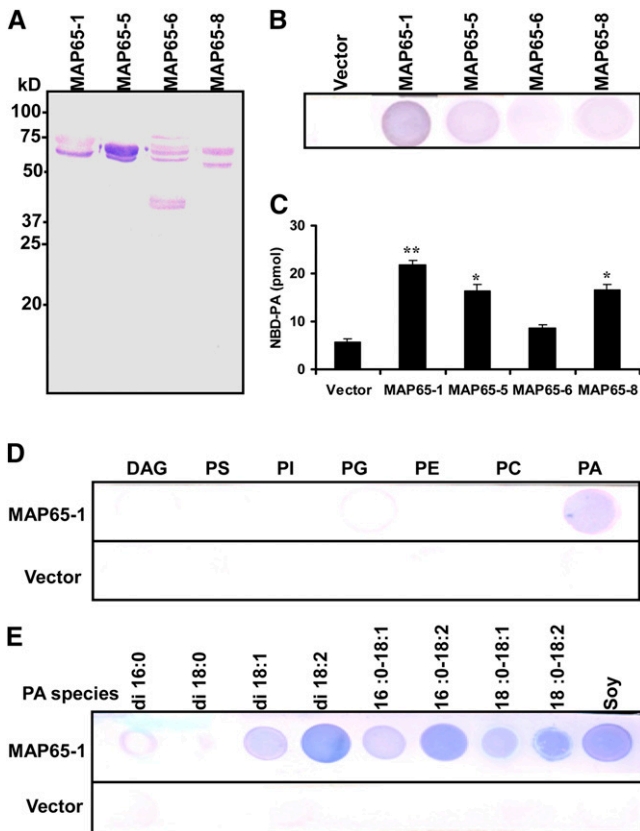 A
MAP65-1
MAP65-5
MAP65-6
MAP65-8
kD
100
75
50
37
25
20
B
Vector
MAP65-1
MAP65-5
MAP65-6
MAP65-8
C
NBD-PA (pmol)
30
20
10
0
** * *
Vector MAP65-1 MAP65-5 MAP65-6 MAP65-8
D
DAG PS PI PG PE PC PA
MAP65-1
Vector
E
PA species
di 16:0
di 18:0
di 18:1
di 18:2
16 :0-18:1
16 :0-18:2
18 :0-18:1
18 :0-18:2
Soy
MAP65-1
Vector